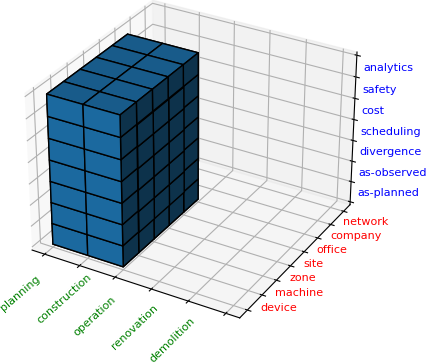 analytics
safety
cost
scheduling
divergence
as-observed
as-planned
network
company
office
site
zone
machine
device
planning
construction
operation
renovation
demolition